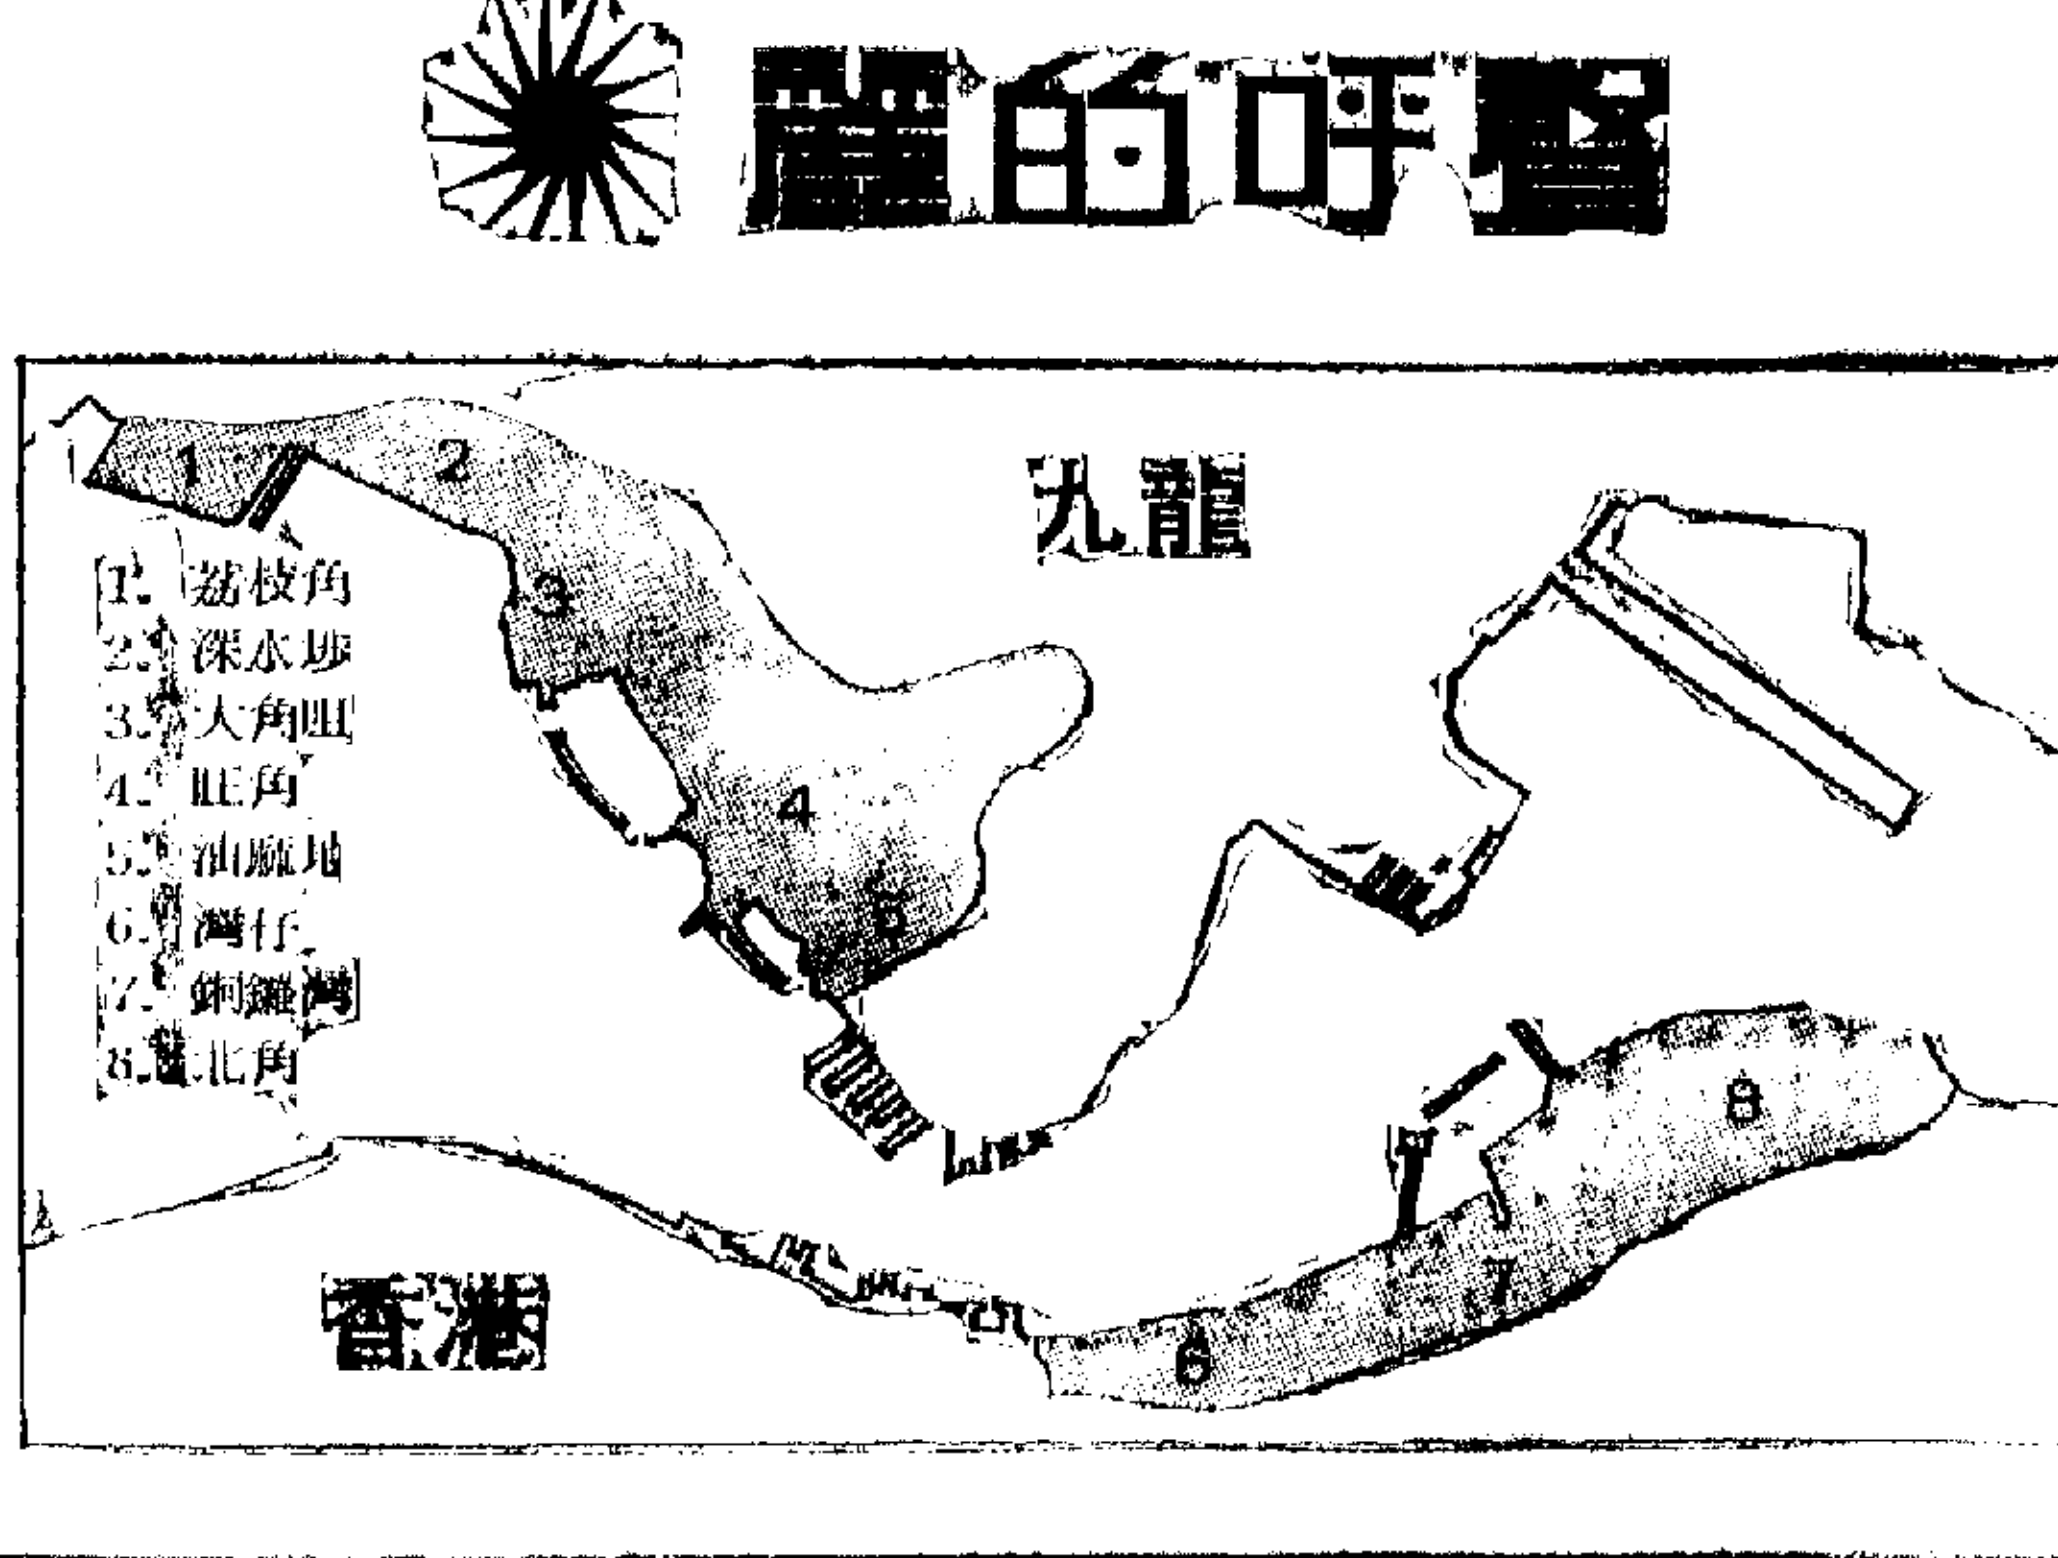 的呼聲
九龍
1. 荔枝角
2. 深水埗
3. 大角咀
4. 旺角
5. 油麻地
6. 灣仔
7. 銅鑼灣
8. 北角
香港
1
2
3
4
5
6
7
8